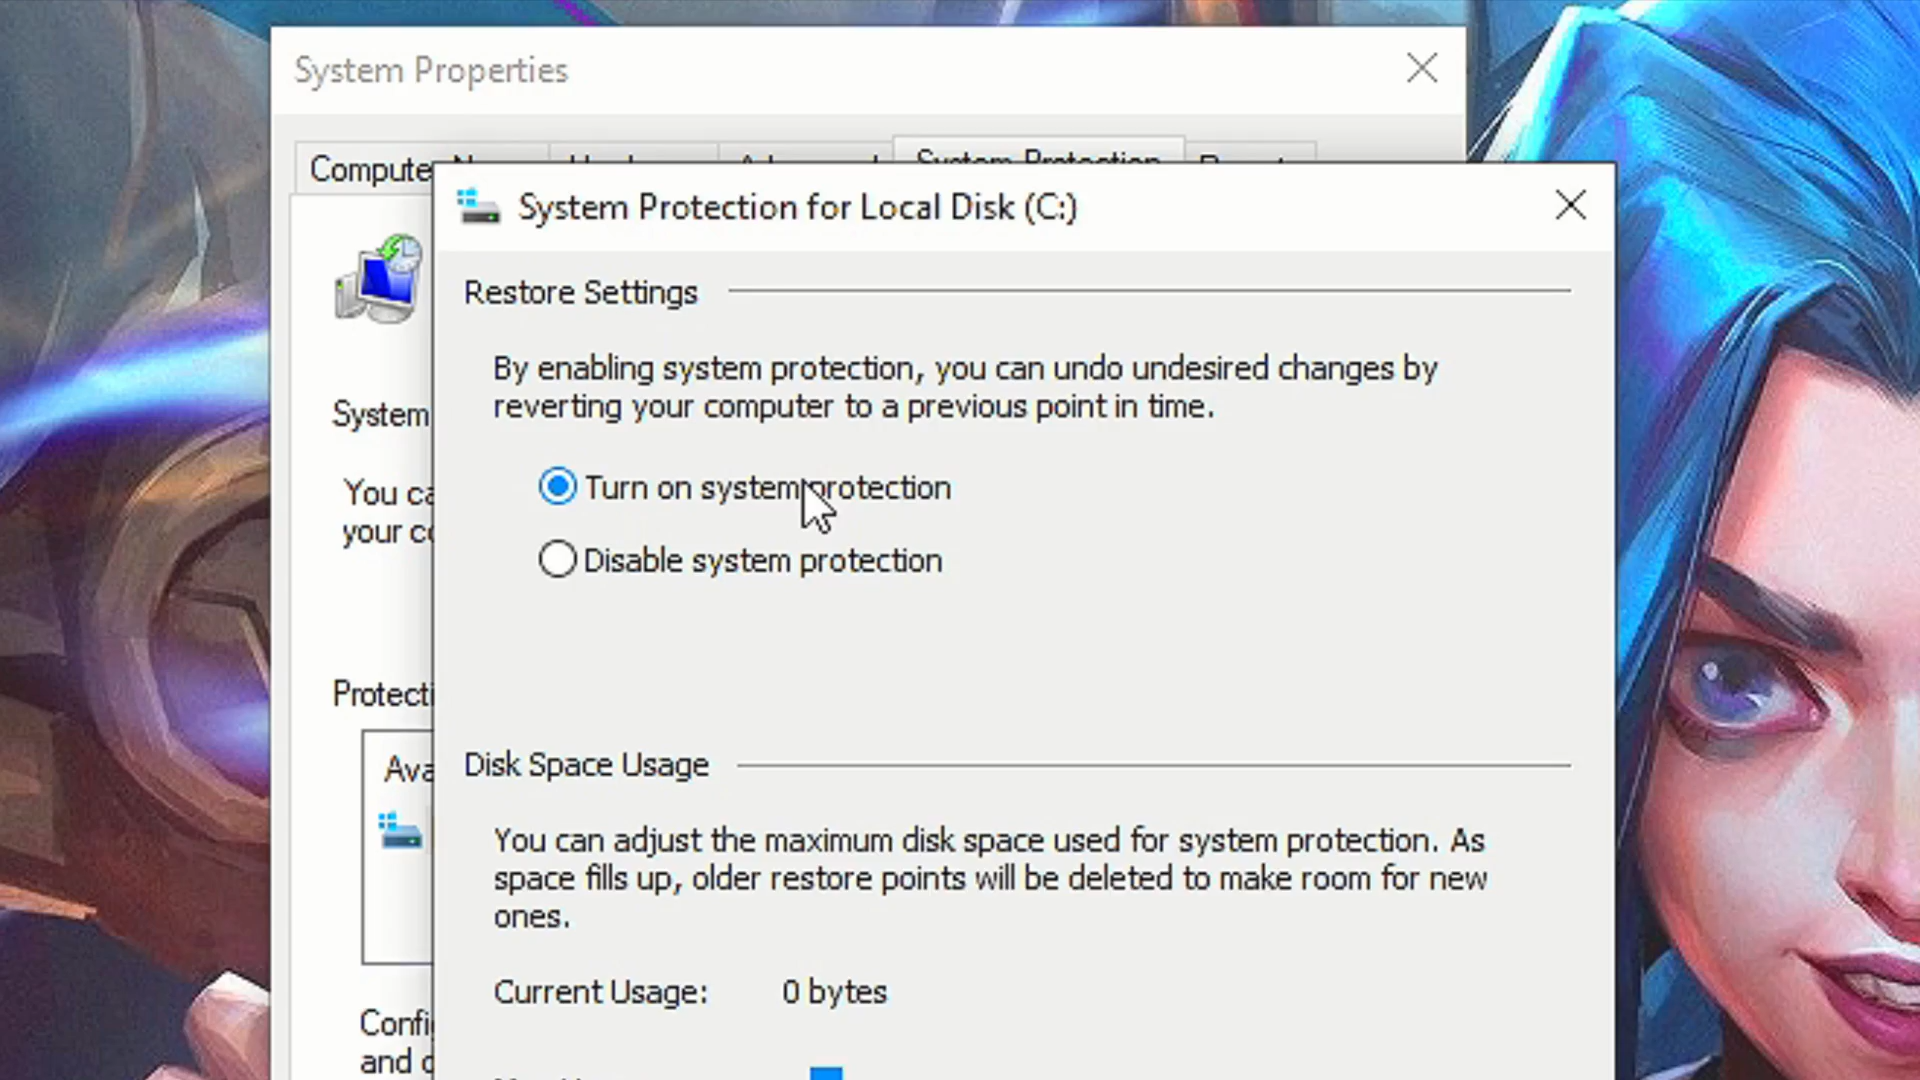 System Properties
Computer
System Protection
System Protection for Local Disk (C:)
Restore Settings
By enabling system protection, you can undo undesired changes by
reverting your computer to a previous point in time.
Turn on system protection
Disable system protection
System
You ca
your co
Protecti
Ava
Disk Space Usage
You can adjust the maximum disk space used for system protection. As
space fills up, older restore points will be deleted to make room for new
ones.
Current Usage: 0 bytes
Confi
and